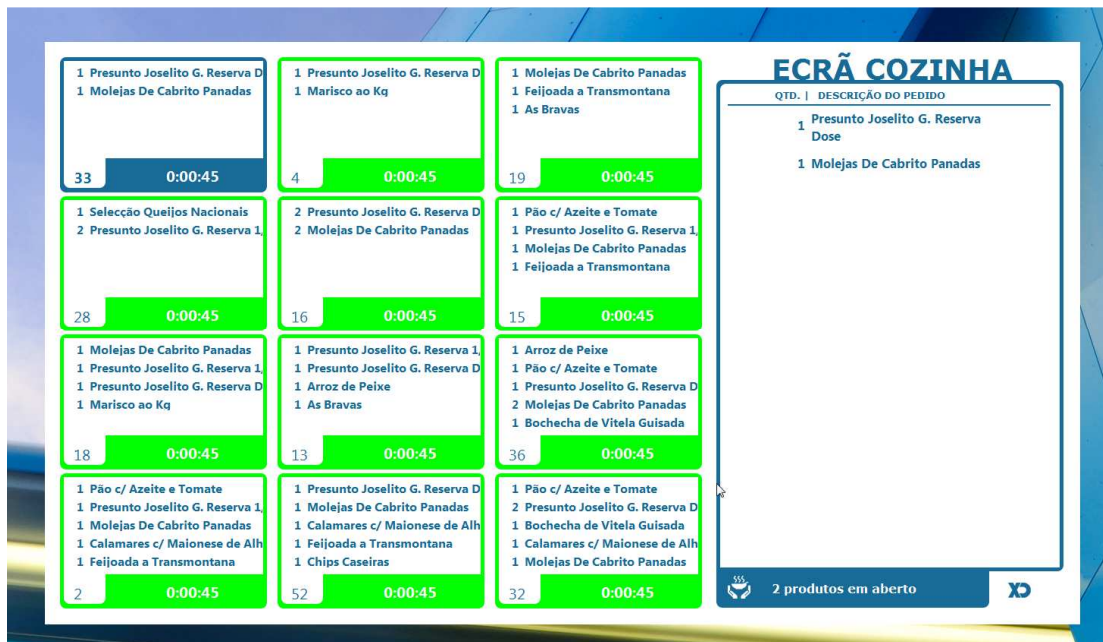 1 Presunto Joselito G. Reserva D
1 Molejas De Cabrito Panadas
33 0:00:45
1 Presunto Joselito G. Reserva D
1 Marisco ao Kg
4 0:00:45
1 Molejas De Cabrito Panadas
1 Feijoada a Transmontana
1 As Bravas
19 0:00:45
1 Selecção Queijos Nacionais
2 Presunto Joselito G. Reserva 1,
28 0:00:45
2 Presunto Joselito G. Reserva D
2 Molejas De Cabrito Panadas
16 0:00:45
1 Pão c/ Azeite e Tomate
1 Presunto Joselito G. Reserva 1,
1 Molejas De Cabrito Panadas
1 Feijoada a Transmontana
15 0:00:45
1 Molejas De Cabrito Panadas
1 Presunto Joselito G. Reserva 1,
1 Presunto Joselito G. Reserva D
1 Marisco ao Kg
18 0:00:45
1 Presunto Joselito G. Reserva 1,
1 Presunto Joselito G. Reserva D
1 Arroz de Peixe
1 As Bravas
13 0:00:45
1 Arroz de Peixe
1 Pão c/ Azeite e Tomate
1 Presunto Joselito G. Reserva D
2 Molejas De Cabrito Panadas
1 Bochecha de Vitela Guisada
36 0:00:45
1 Pão c/ Azeite e Tomate
1 Presunto Joselito G. Reserva 1,
1 Molejas De Cabrito Panadas
1 Calamares c/ Maionese de Alh
1 Feijoada a Transmontana
2 0:00:45
1 Presunto Joselito G. Reserva D
1 Molejas De Cabrito Panadas
1 Calamares c/ Maionese de Alh
1 Feijoada a Transmontana
1 Chips Caseiras
52 0:00:45
1 Pão c/ Azeite e Tomate
2 Presunto Joselito G. Reserva D
1 Bochecha de Vitela Guisada
1 Calamares c/ Maionese de Alh
1 Molejas De Cabrito Panadas
32 0:00:45
ECRÃ COZINHA
QTD. | DESCRIÇÃO DO PEDIDO
1 Presunto Joselito G. Reserva
Dose
1 Molejas De Cabrito Panadas
2 produtos em aberto
XD